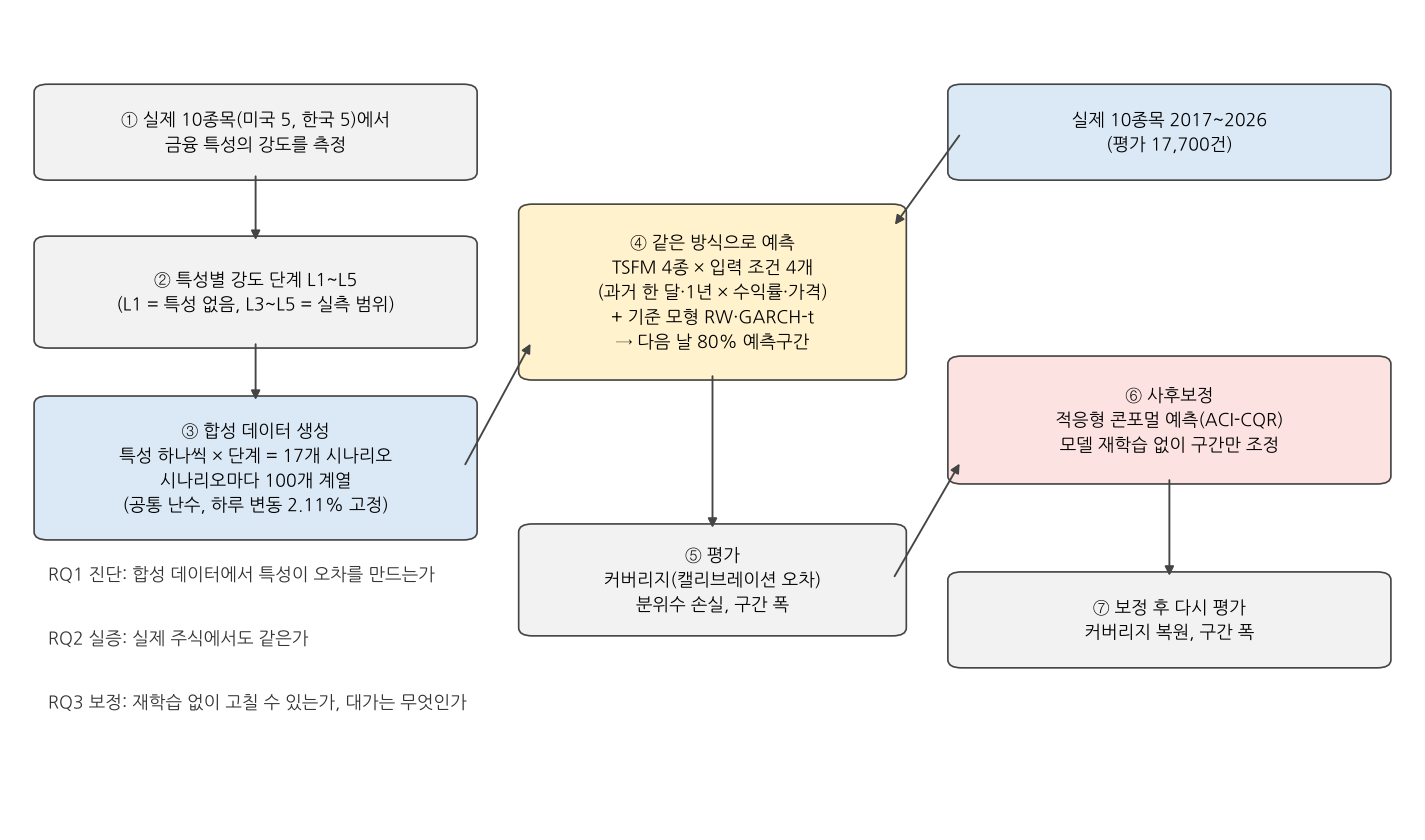 ① 실제 10종목(미국 5, 한국 5)에서
금융 특성의 강도를 측정
② 특성별 강도 단계 L1~L5
(L1 = 특성 없음, L3~L5 = 실측 범위)
③ 합성 데이터 생성
특성 하나씩 × 단계 = 17개 시나리오
시나리오마다 100개 계열
(공통 난수, 하루 변동 2.11% 고정)
RQ1 진단: 합성 데이터에서 특성이 오차를 만드는가
RQ2 실증: 실제 주식에서도 같은가
RQ3 보정: 재학습 없이 고칠 수 있는가, 대가는 무엇인가
④ 같은 방식으로 예측
TSFM 4종 × 입력 조건 4개
(과거 한 달·1년 × 수익률·가격)
+ 기준 모형 RW·GARCH-t
→ 다음 날 80% 예측구간
⑤ 평가
커버리지(캘리브레이션 오차)
분위수 손실, 구간 폭
실제 10종목 2017~2026
(평가 17,700건)
⑥ 사후보정
적응형 콘포멀 예측(ACI-CQR)
모델 재학습 없이 구간만 조정
⑦ 보정 후 다시 평가
커버리지 복원, 구간 폭